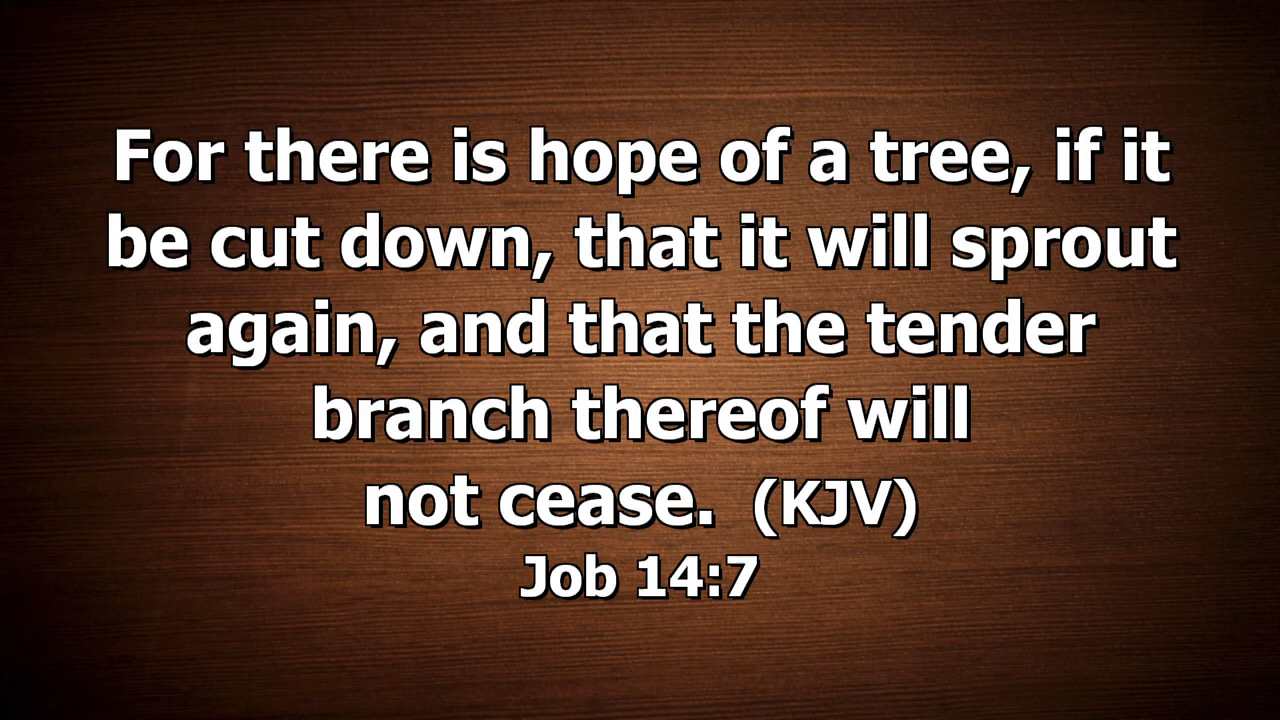 For there is hope of a tree, if it
be cut down, that it will sprout
again, and that the tender
branch thereof will
not cease.  (KJV)
Job 14:7